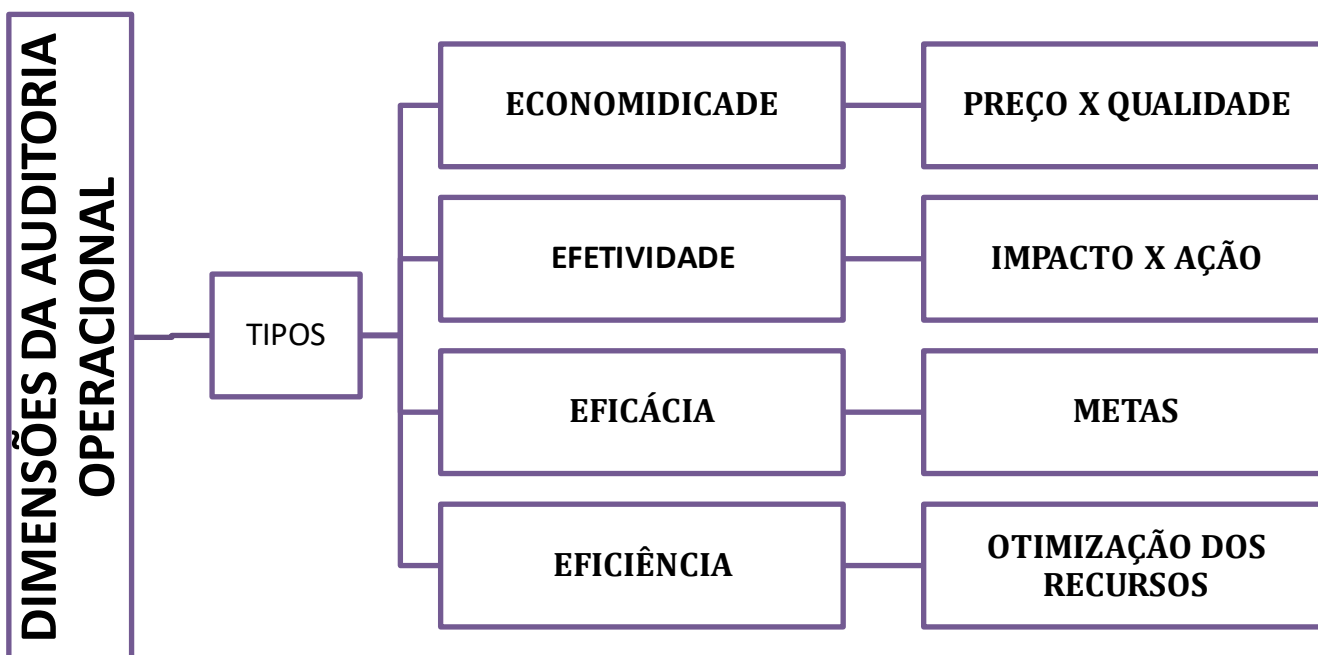 DIMENSÕES DA AUDITORIA
OPERACIONAL
TIPOS
ECONOMIDICADE
PREÇO X QUALIDADE
EFETIVIDADE
IMPACTO X AÇÃO
EFICÁCIA
METAS
EFICIÊNCIA
OTIMIZAÇÃO DOS
RECURSOS